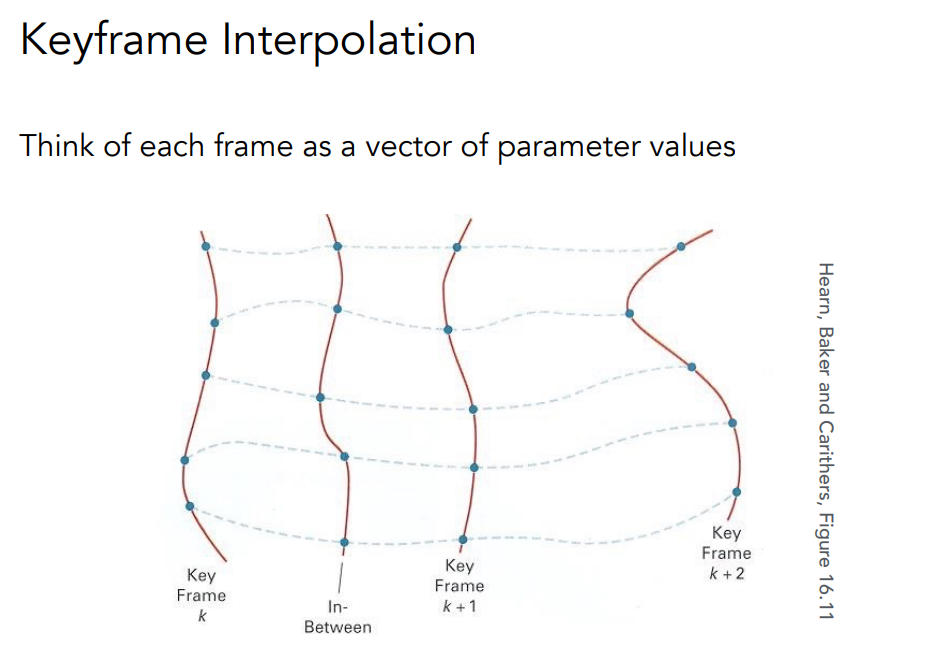 Keyframe Interpolation
Think of each frame as a vector of parameter values
Key
Frame
k
In-
Between
Key
Frame
k + 1
Key
Frame
k + 2
Hearn, Baker and Carithers, Figure 16.11